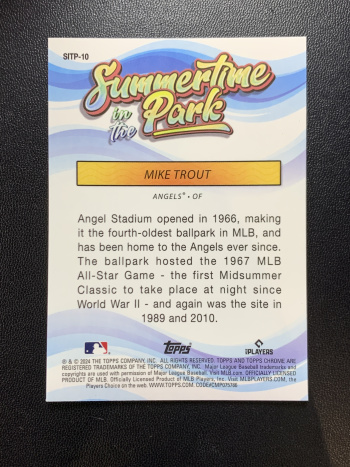 SITP-10
Summertime
in the Park
MIKE TROUT
ANGELS® • OF
Angel Stadium opened in 1966, making
it the fourth-oldest ballpark in MLB, and
has been home to the Angels ever since.
The ballpark hosted the 1967 MLB
All-Star Game - the first Midsummer
Classic to take place at night since
World War II - and again was the site in
1989 and 2010.
Topps
PLAYERS
® & © 2024 THE TOPPS COMPANY, INC. ALL RIGHTS RESERVED. TOPPS AND TOPPS CHROME ARE
REGISTERED TRADEMARKS OF THE TOPPS COMPANY, INC. Major League Baseball trademarks and
copyrights are used with permission of Major League Baseball. Visit MLB.com. OFFICIALLY LICENSED
PRODUCT OF MLB Players, Inc. Visit MLBPLAYERS.COM, the
Players Choice on the web. WWW.TOPPS.COM. CODE#CMP075746